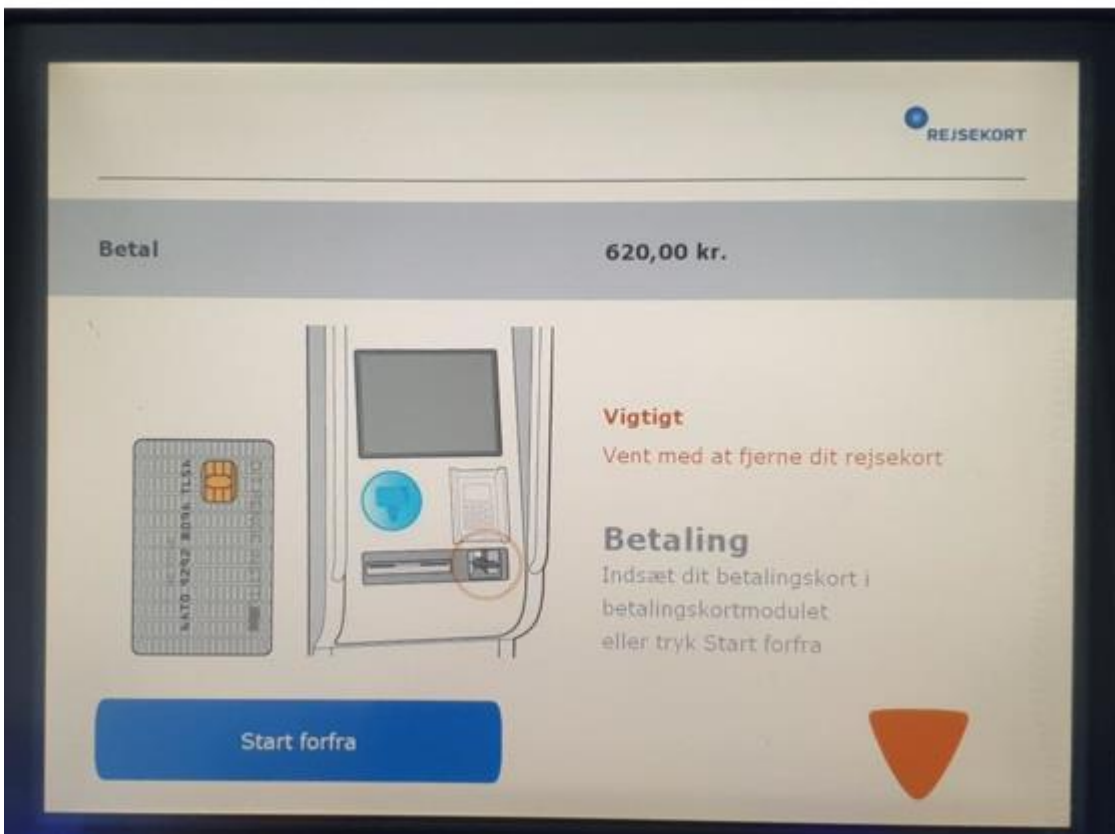 REJSEKORT
Betal
620,00 kr.
Vigtigt
Vent med at fjerne dit rejsekort
Betaling
Indsæt dit betalingskort i
betalingskortmodulet
eller tryk Start forfra
Start forfra